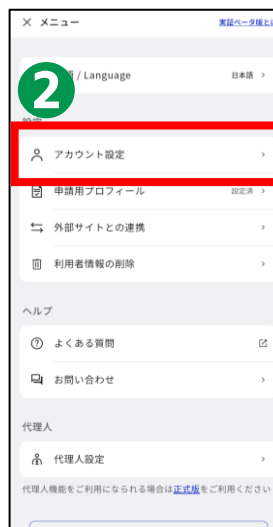 メニュー
実証ベータ版とは
/ Language 日本語
2
アカウント設定
申請用プロフィール 設定済
外部サイトとの連携
利用者情報の削除
ヘルプ
よくある質問
お問い合わせ
代理人
代理人設定
代理人機能をご利用になられる場合は正式版をご利用ください